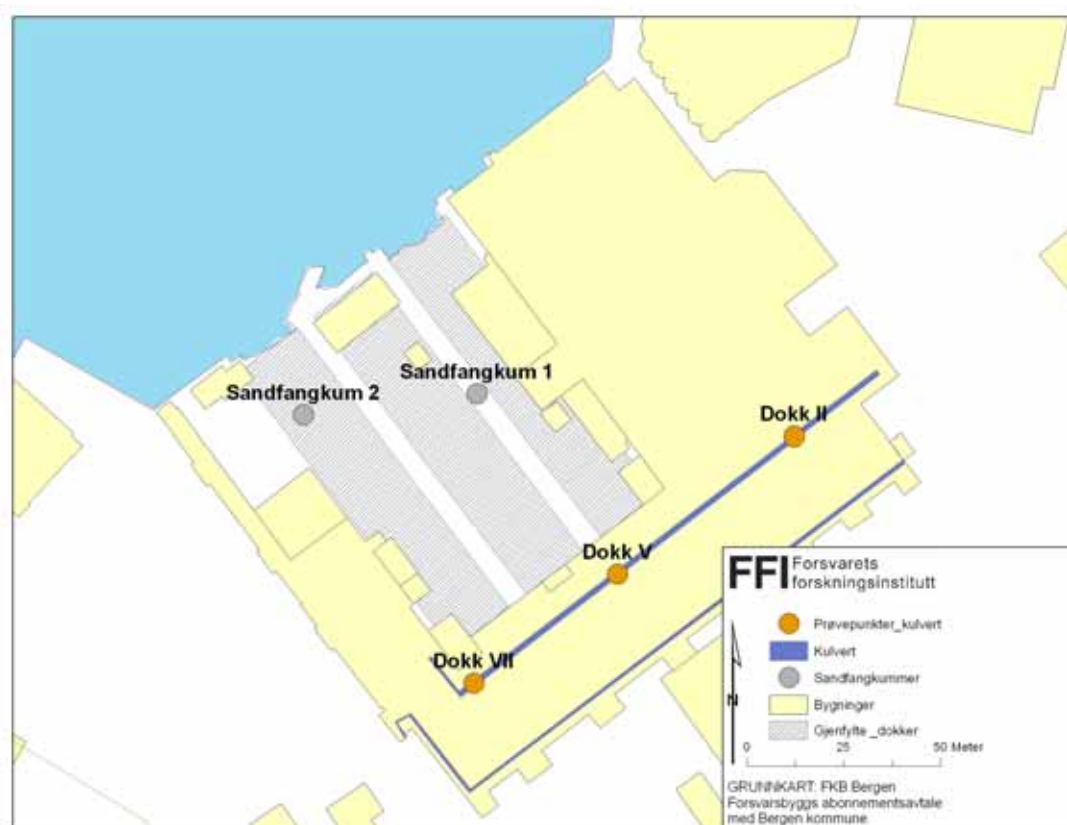 Sandfangkum 1
Sandfangkum 2
Dokk II
Dokk V
Dokk VII
FFI Forsvarets
forskningsinstitutt
Prøvepunkter_kulvert
Kulvert
Sandfangkummer
Bygninger
Gjenfylte _dokker
N
0 25 50 Meter
GRUNNKART: FKB Bergen
Forsvarsbyggs abonnementsavtale
med Bergen kommune